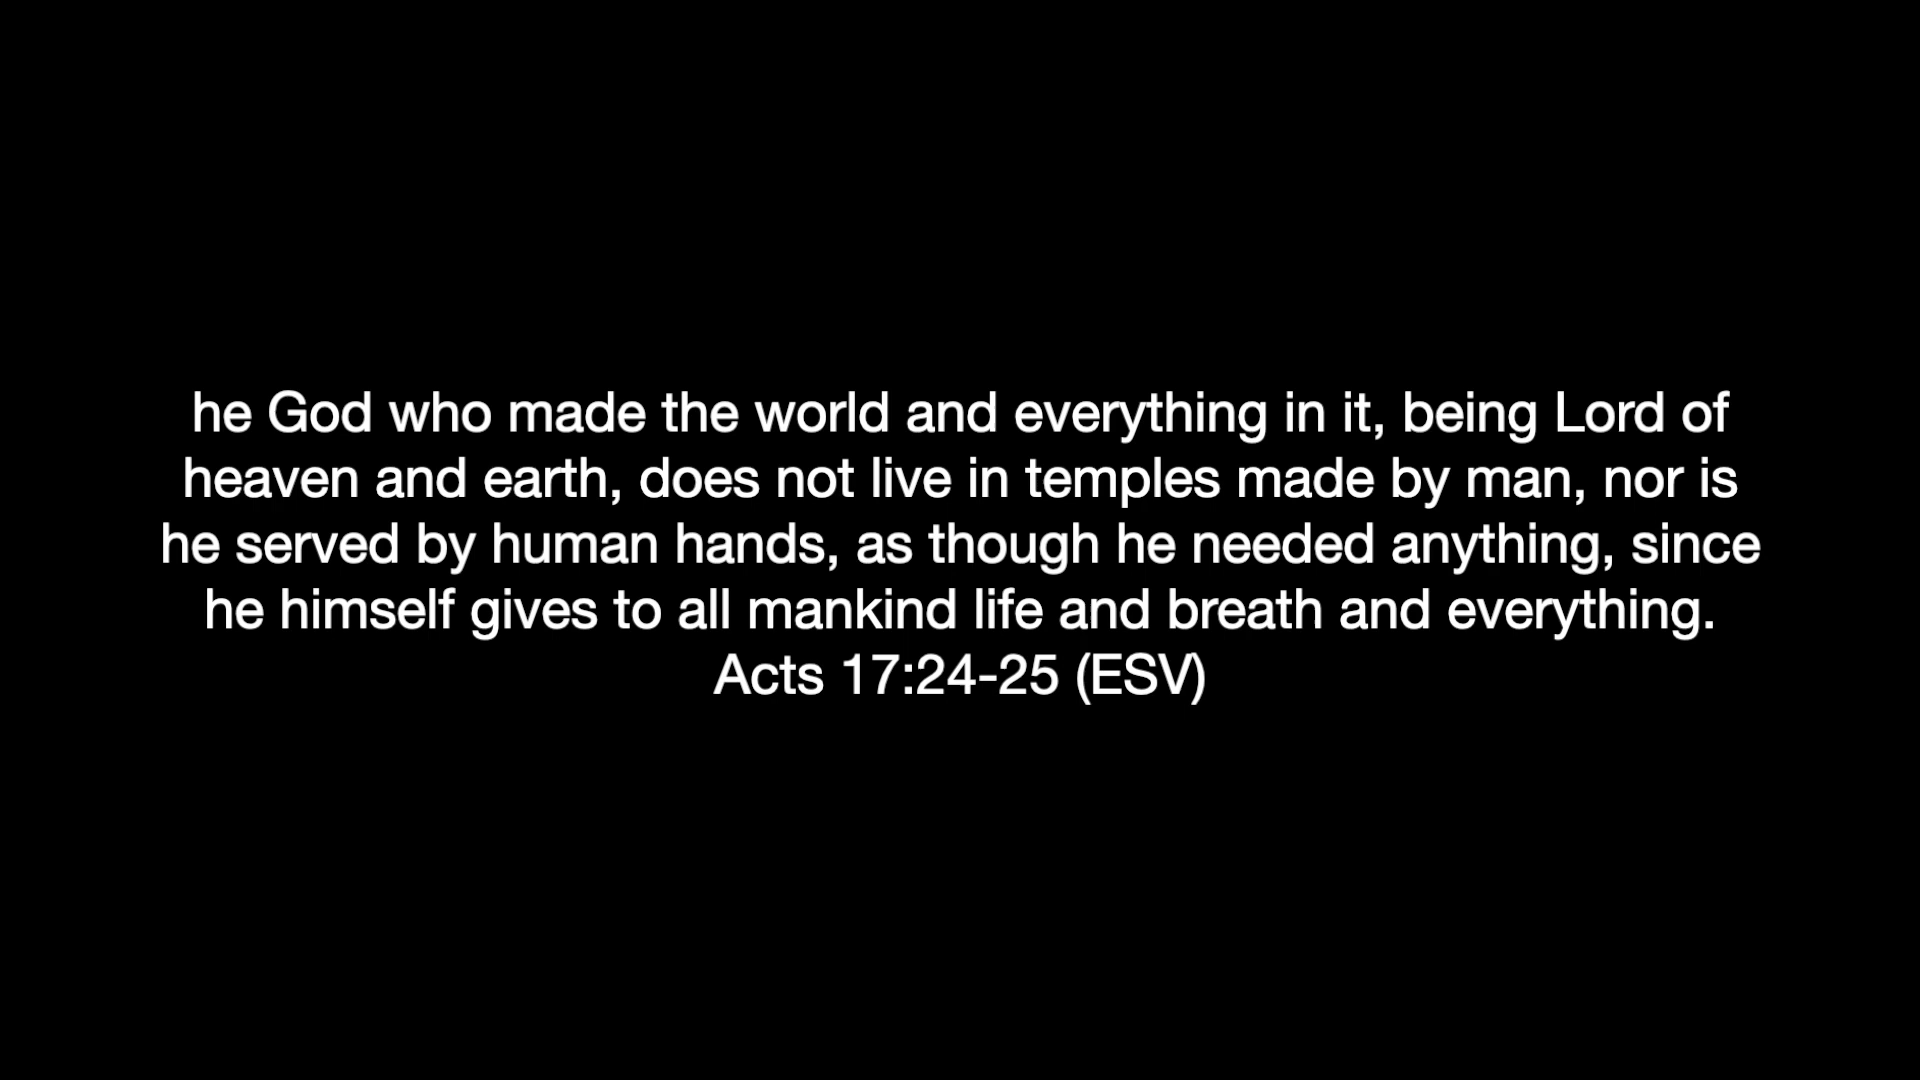 he God who made the world and everything in it, being Lord of
heaven and earth, does not live in temples made by man, nor is
he served by human hands, as though he needed anything, since
he himself gives to all mankind life and breath and everything.
Acts 17:24-25 (ESV)